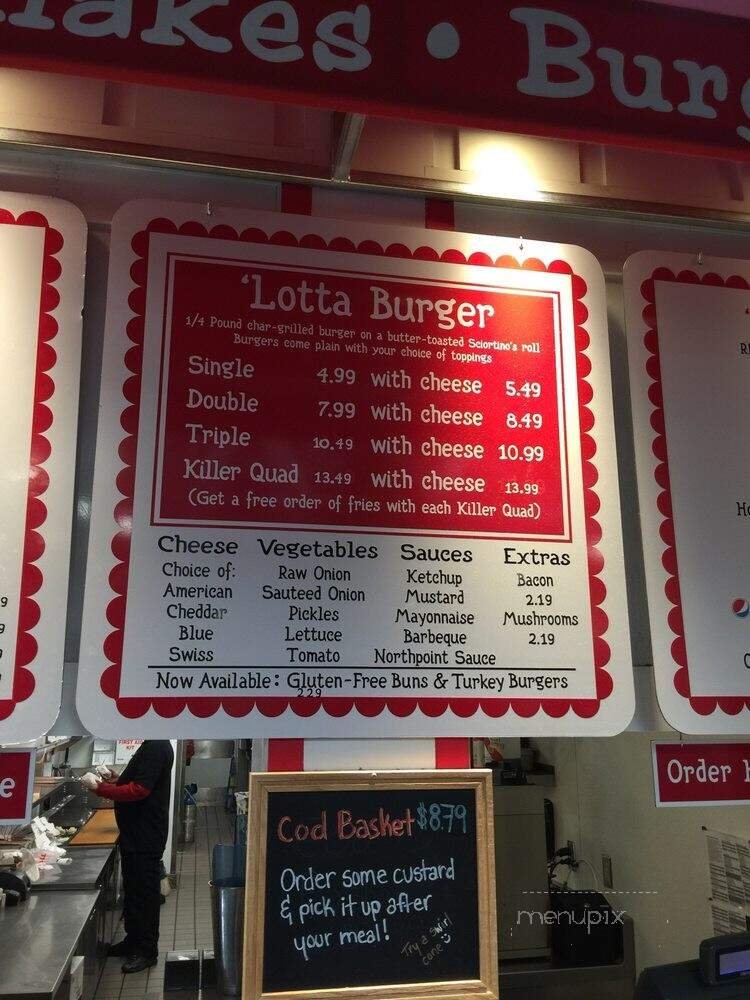 akes • Burg
'Lotta Burger
1/4 Pound char-grilled burger on a butter-toasted Sciortino's roll
Burgers come plain with your choice of toppings
Single 4.99 with cheese 5.49
Double 7.99 with cheese 8.49
Triple 10.49 with cheese 10.99
Killer Quad 13.49 with cheese 13.99
(Get a free order of fries with each Killer Quad)
Cheese Vegetables Sauces Extras
Choice of: Raw Onion Ketchup Bacon
American Sauteed Onion Mustard 2.19
Cheddar Pickles Mayonnaise Mushrooms
Blue Lettuce Barbeque 2.19
Swiss Tomato Northpoint Sauce
Now Available: Gluten-Free Buns & Turkey Burgers
2.29
FIRST AID
KIT
Order
Cod Basket $8.79
Order some custard
& pick it up after
your meal!
Try a swirl
cone
menupix